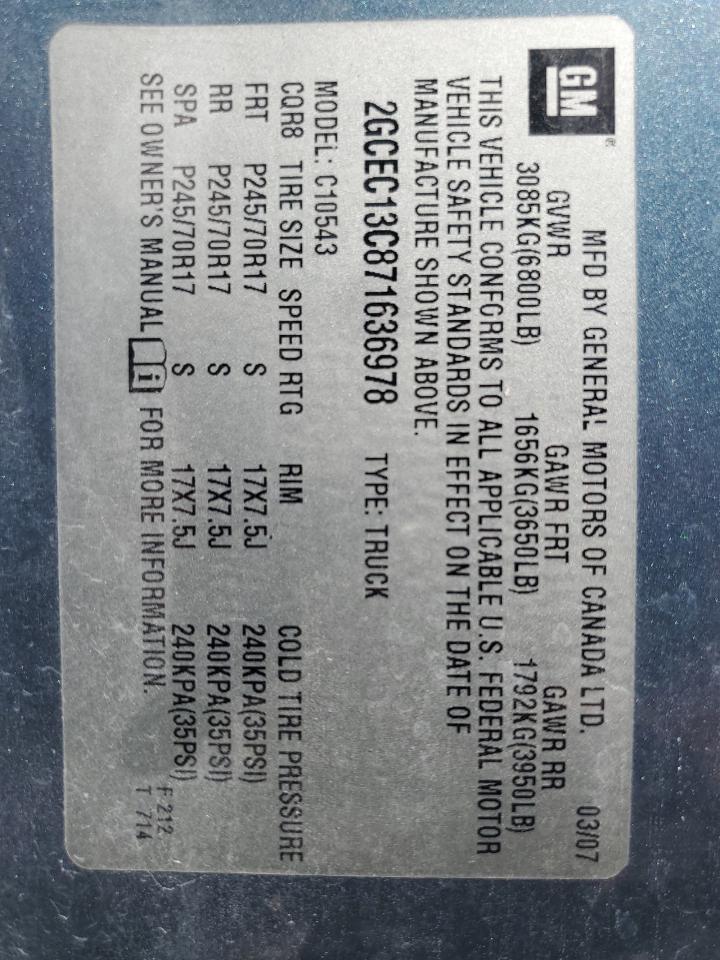 GM®
MFD BY GENERAL MOTORS OF CANADA LTD. 03/07
GVWR GAWR FRT GAWR RR
3085KG(6800LB) 1656KG(3650LB) 1792KG(3950LB)
THIS VEHICLE CONFORMS TO ALL APPLICABLE U.S. FEDERAL MOTOR
VEHICLE SAFETY STANDARDS IN EFFECT ON THE DATE OF
MANUFACTURE SHOWN ABOVE.
2GCEC13C871636978 TYPE: TRUCK
MODEL: C10543
CQR8 TIRE SIZE SPEED RTG RIM COLD TIRE PRESSURE
FRT P245/70R17 S 17X7.5J 240KPA(35PSI)
RR P245/70R17 S 17X7.5J 240KPA(35PSI)
SPA P245/70R17 S 17X7.5J 240KPA(35PSI)
SEE OWNER'S MANUAL i FOR MORE INFORMATION.
F 212
T 714